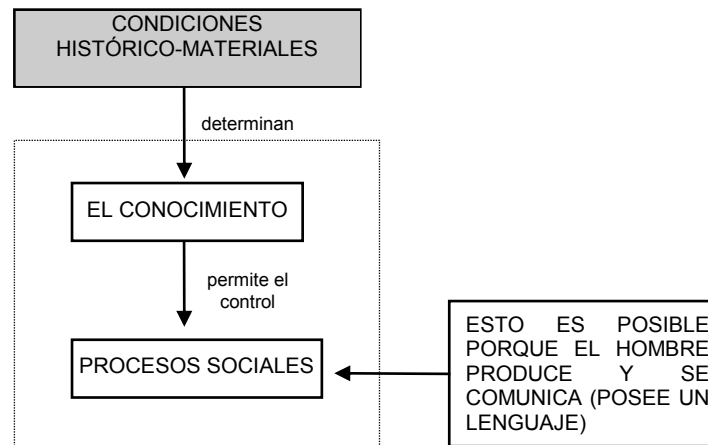 CONDICIONES
HISTÓRICO-MATERIALES
determinan
EL CONOCIMIENTO
permite el
control
PROCESOS SOCIALES
ESTO ES POSIBLE
PORQUE EL HOMBRE
PRODUCE Y SE
COMUNICA (POSEE UN
LENGUAJE)